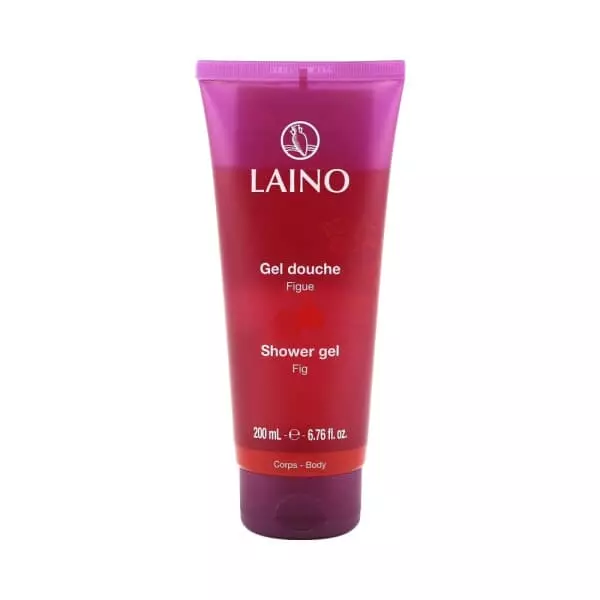 LAINO
Gel douche
Figue
Shower gel
Fig
200 mL - ℮ - 6.76 fl. oz.
Corps - Body